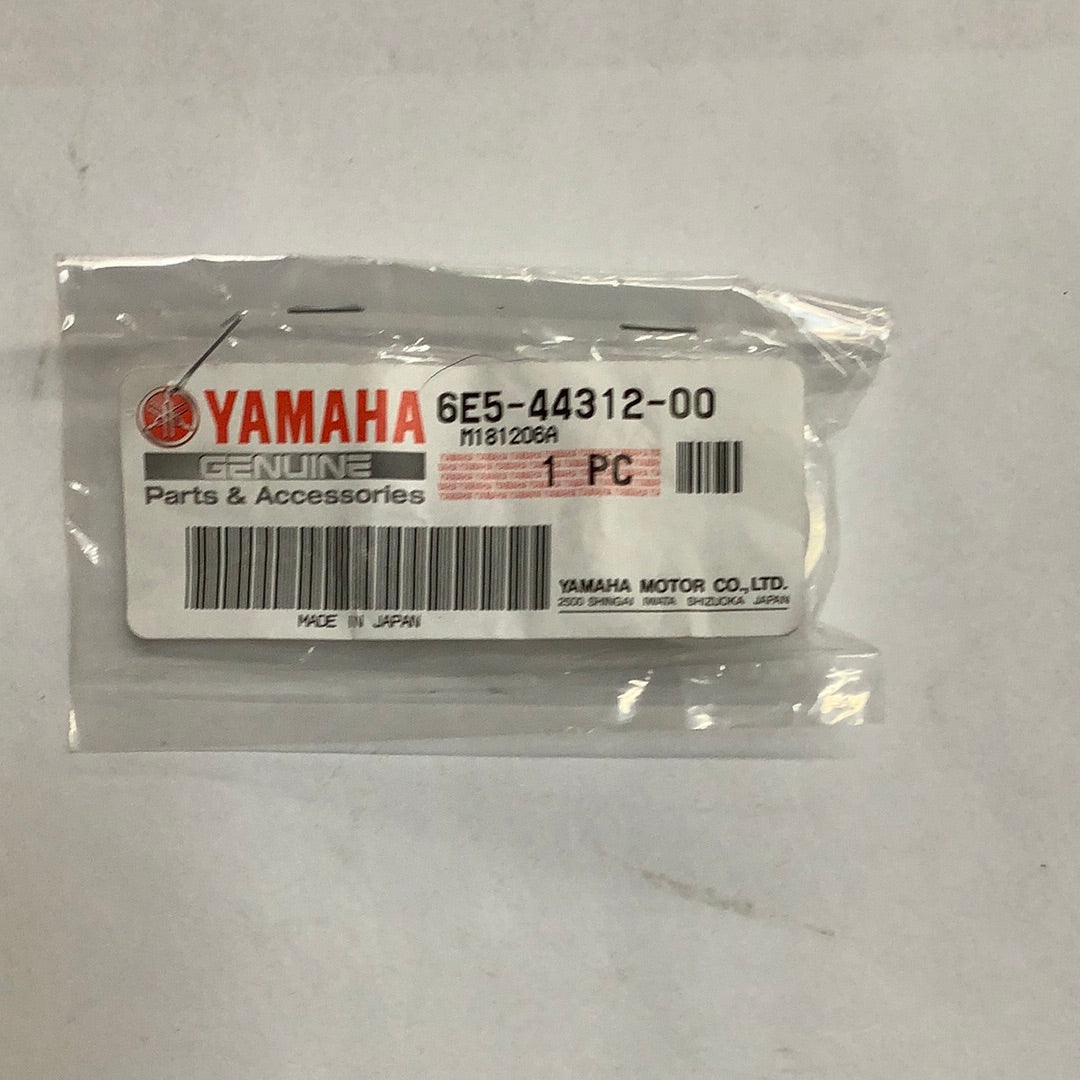 YAMAHA 6E5-44312-00
M181206A
GENUINE
1 PC
Parts & Accessories
YAMAHA MOTOR CO.,LTD.
2500 SHINGAI IWATA SHIZUOKA JAPAN
MADE IN JAPAN